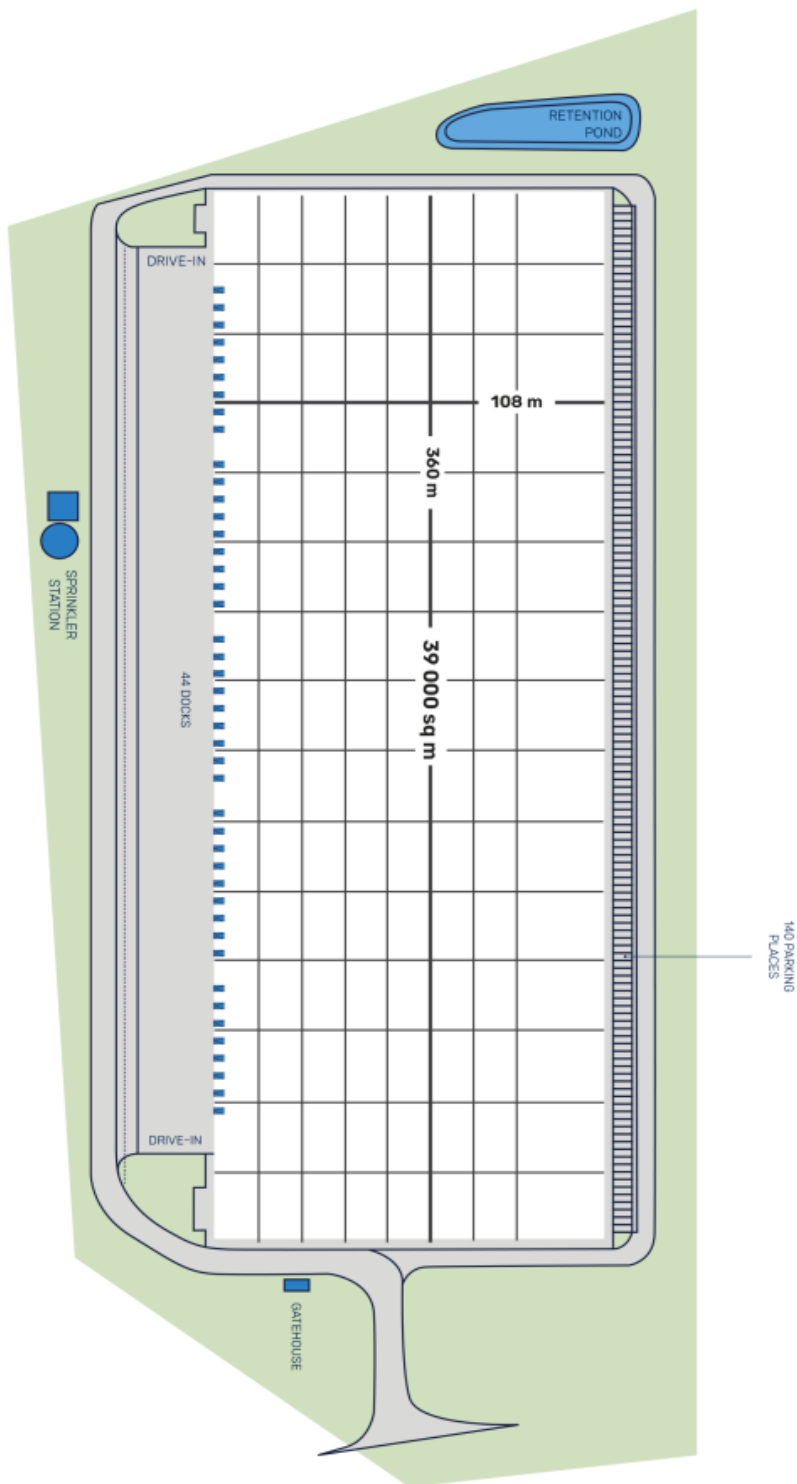 RETENTION
POND
DRIVE-IN
108 m
360 m
SPRINKLER
STATION
39 000 sq m
44 DOCKS
140 PARKING
PLACES
DRIVE-IN
GATEHOUSE